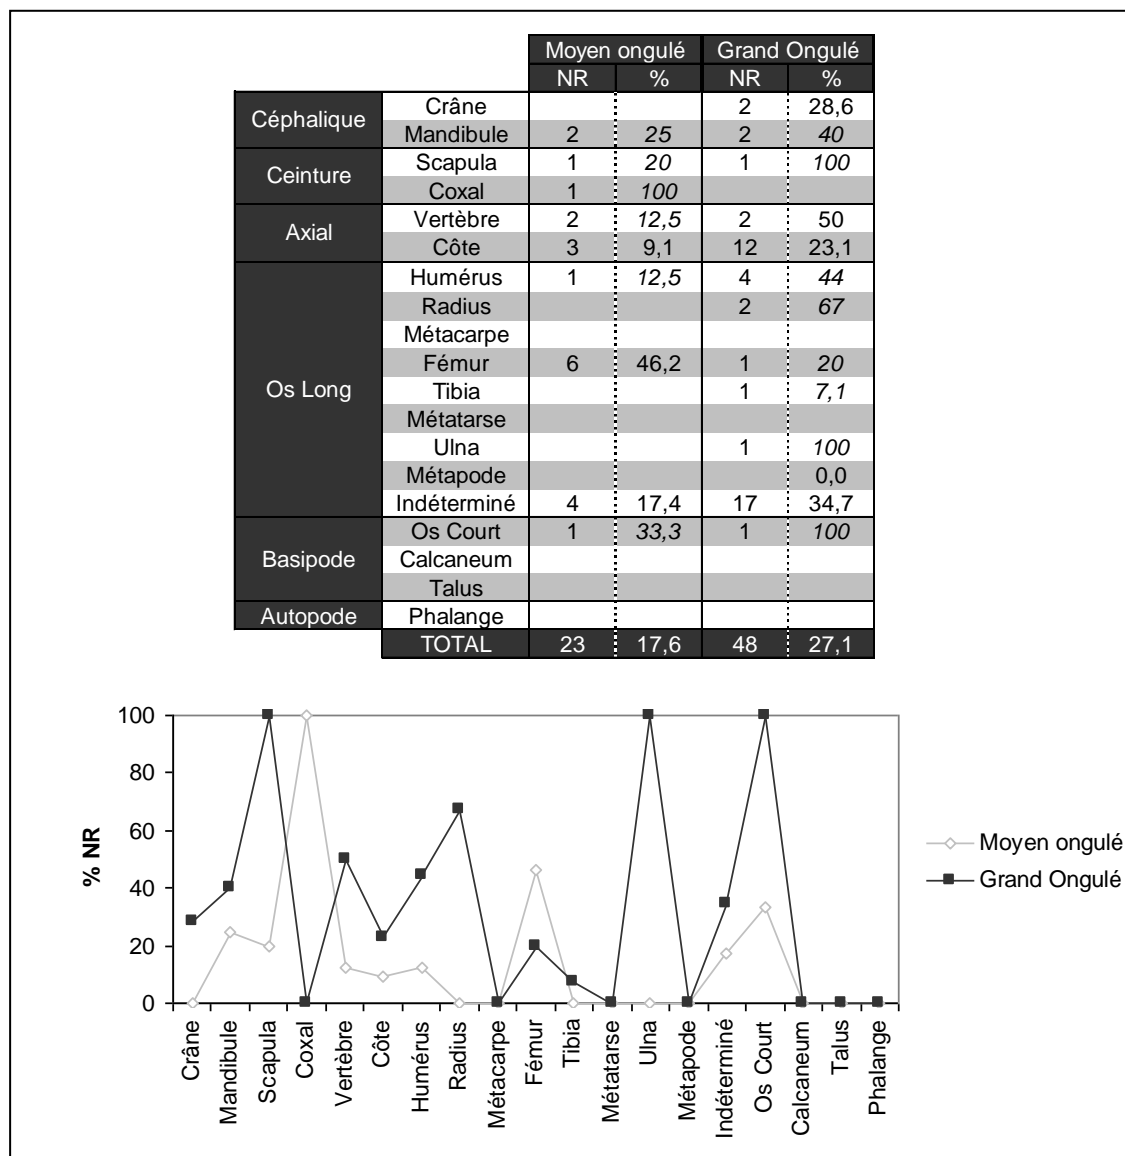 Moyen ongulé Grand Ongulé
NR % NR %
Céphalique
Crâne 2 28,6
Mandibule 2 25 2 40
Ceinture
Scapula 1 20 1 100
Coxal 1 100
Axial
Vertèbre 2 12,5 2 50
Côte 3 9,1 12 23,1
Os Long
Humérus 1 12,5 4 44
Radius 2 67
Métacarpe
Fémur 6 46,2 1 20
Tibia 1 7,1
Métatarse
Ulna 1 100
Métapode 0,0
Indéterminé 4 17,4 17 34,7
Basipode
Os Court 1 33,3 1 100
Calcaneum
Talus
Autopode Phalange
TOTAL 23 17,6 48 27,1
% NR
100
80
60
40
20
0
Crâne
Mandibule
Scapula
Coxal
Vertèbre
Côte
Humérus
Radius
Métacarpe
Fémur
Tibia
Métatarse
Ulna
Métapode
Indéterminé
Os Court
Calcaneum
Talus
Phalange
Moyen ongulé
Grand Ongulé